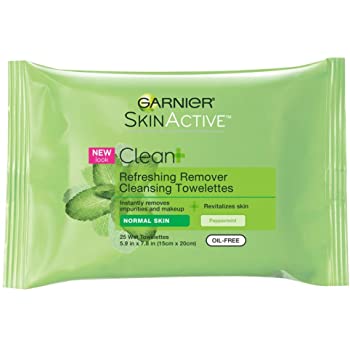 GARNIER
SKINACTIVE™
NEW look
Clean+
Refreshing Remover
Cleansing Towelettes
Instantly removes impurities and makeup
+ Revitalizes skin
NORMAL SKIN
Peppermint
25 Wet Towelettes
5.9 in x 7.8 in (15cm x 20cm)
OIL-FREE